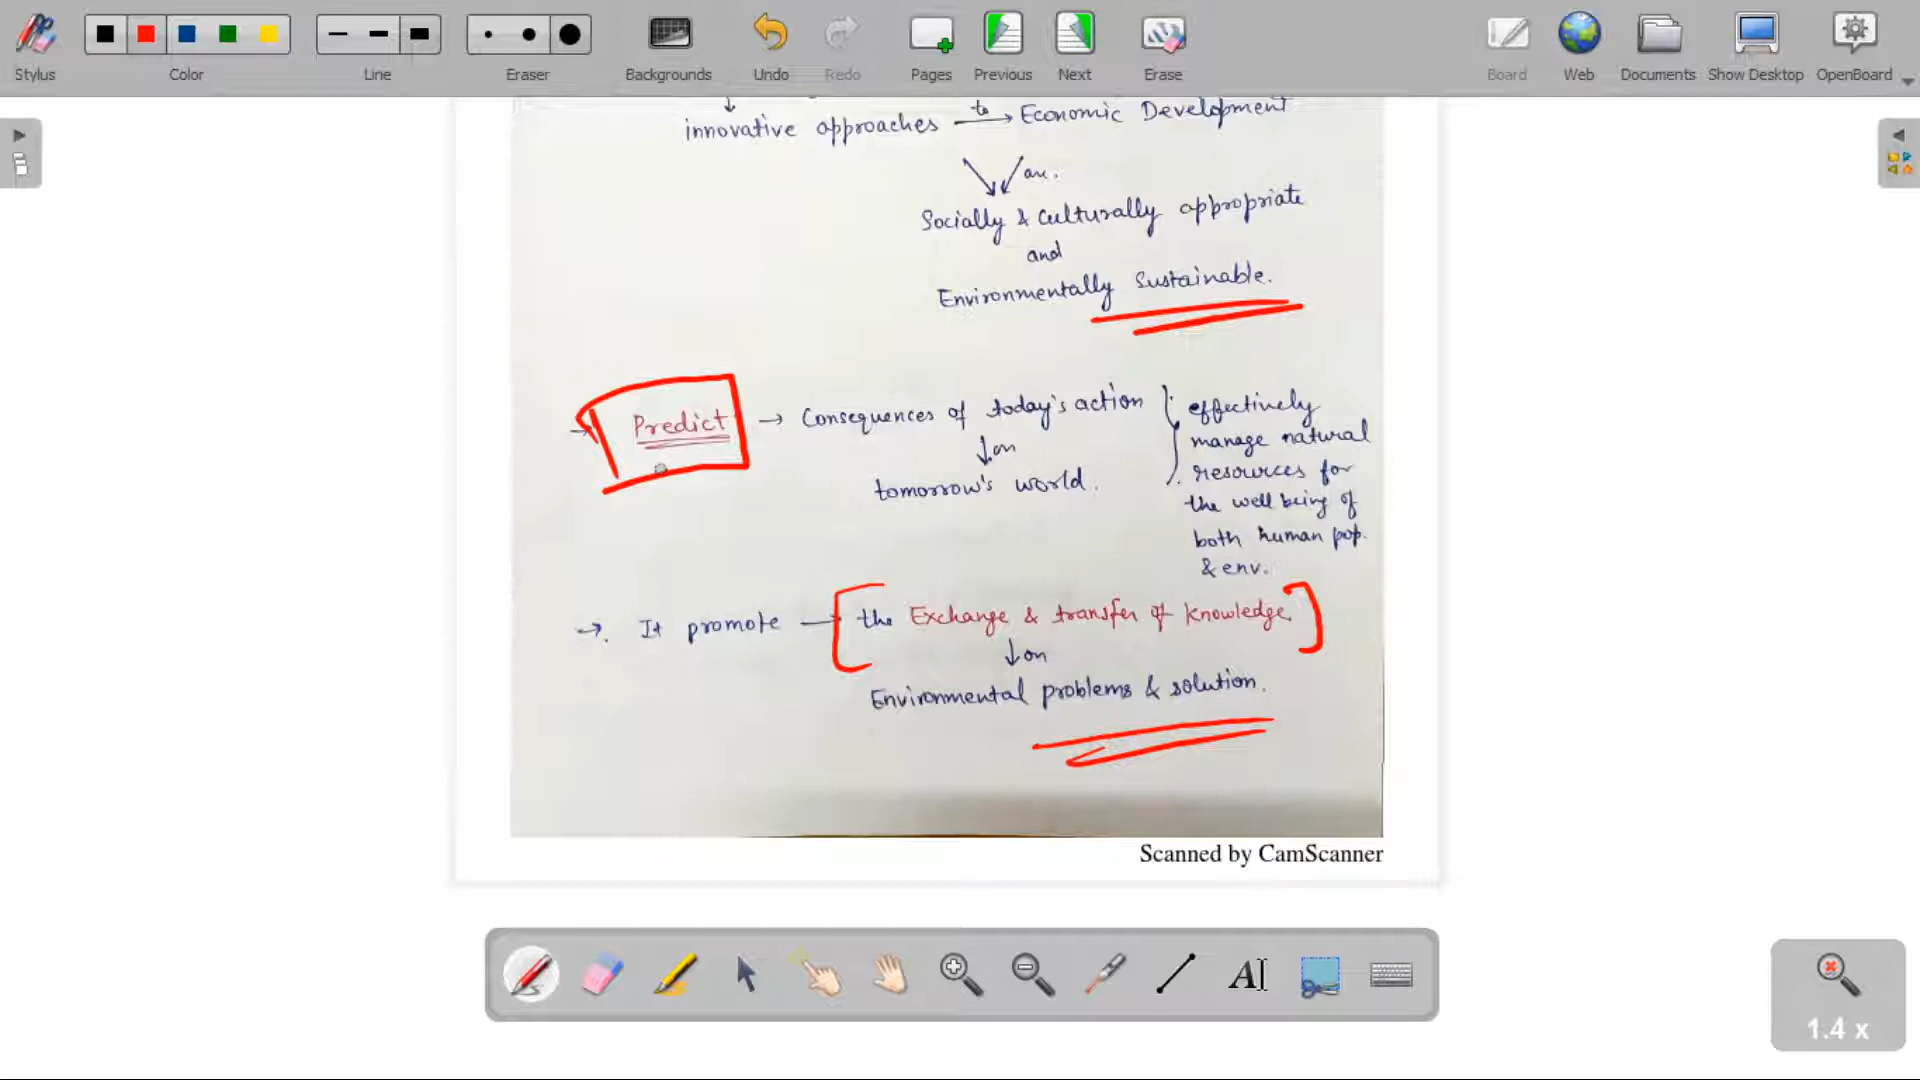 Stylus
Color
Line
Eraser
Backgrounds
Undo
Redo
Pages
Previous
Next
Erase
Board
Web
Documents
Show Desktop
OpenBoard
innovative approaches to Economic Development
are.
Socially & Culturally appropriate
and
Environmentally Sustainable.
Predict → Consequences of today's action
↓ on
tomorrow's world.
effectively
manage natural
resources for
the well being of
both human pop.
& env.
→. It promote — the Exchange & transfer of knowledge
↓ on
Environmental problems & solution.
Scanned by CamScanner
1.4 x